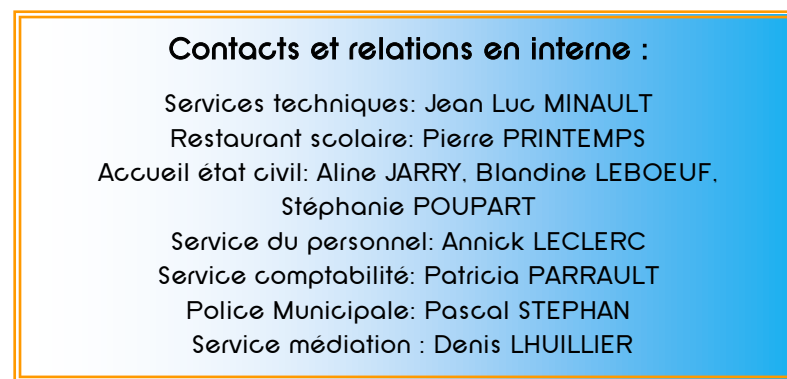 Contacts et relations en interne :
Services techniques: Jean Luc MINAULT
Restaurant scolaire: Pierre PRINTEMPS
Accueil état civil: Aline JARRY, Blandine LEBOEUF,
Stéphanie POUPART
Service du personnel: Annick LECLERC
Service comptabilité: Patricia PARRAULT
Police Municipale: Pascal STEPHAN
Service médiation : Denis LHUILLIER